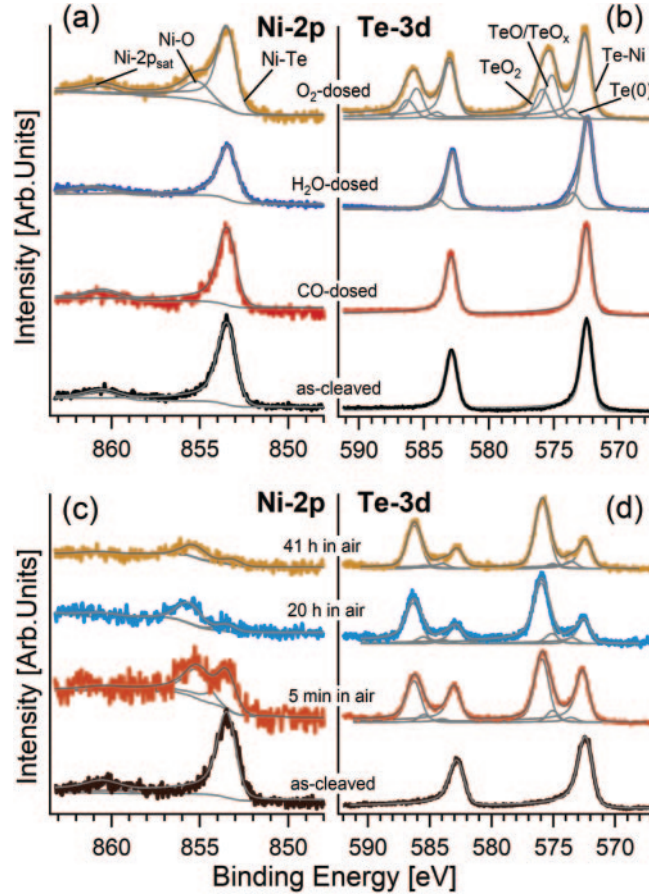 (a)
Ni-2p
Te-3d
(b)
Ni-2p_sat
Ni-O
Ni-Te
O₂-dosed
TeO/TeOₓ
TeO₂
Te-Ni
Te(0)
H₂O-dosed
CO-dosed
as-cleaved
Intensity [Arb.Units]
860 855 850 590 585 580 575 570
(c)
Ni-2p
Te-3d
(d)
41 h in air
20 h in air
5 min in air
as-cleaved
Intensity [Arb.Units]
860 855 850 590 585 580 575 570
Binding Energy [eV]